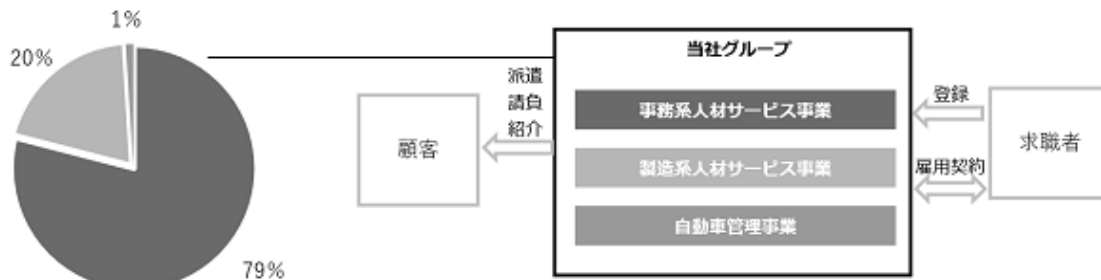 1%
20%
79%
当社グループ
派遣
請負
紹介
顧客
事務系人材サービス事業
製造系人材サービス事業
自動車管理事業
登録
雇用契約
求職者